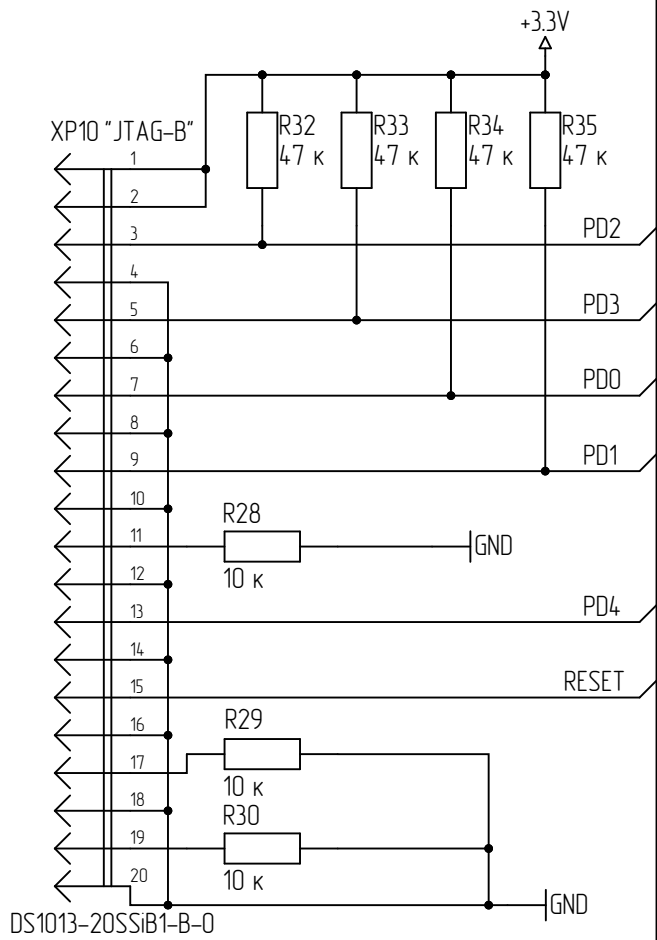 +3.3V
XP10 "JTAG-B"
R32
47 к
R33
47 к
R34
47 к
R35
47 к
1
2
3
PD2
4
5
PD3
6
7
PD0
8
9
PD1
10
11
R28
10 к
GND
12
13
PD4
14
15
RESET
16
R29
17
10 к
18
R30
19
10 к
20
GND
DS1013-20SSiB1-B-0